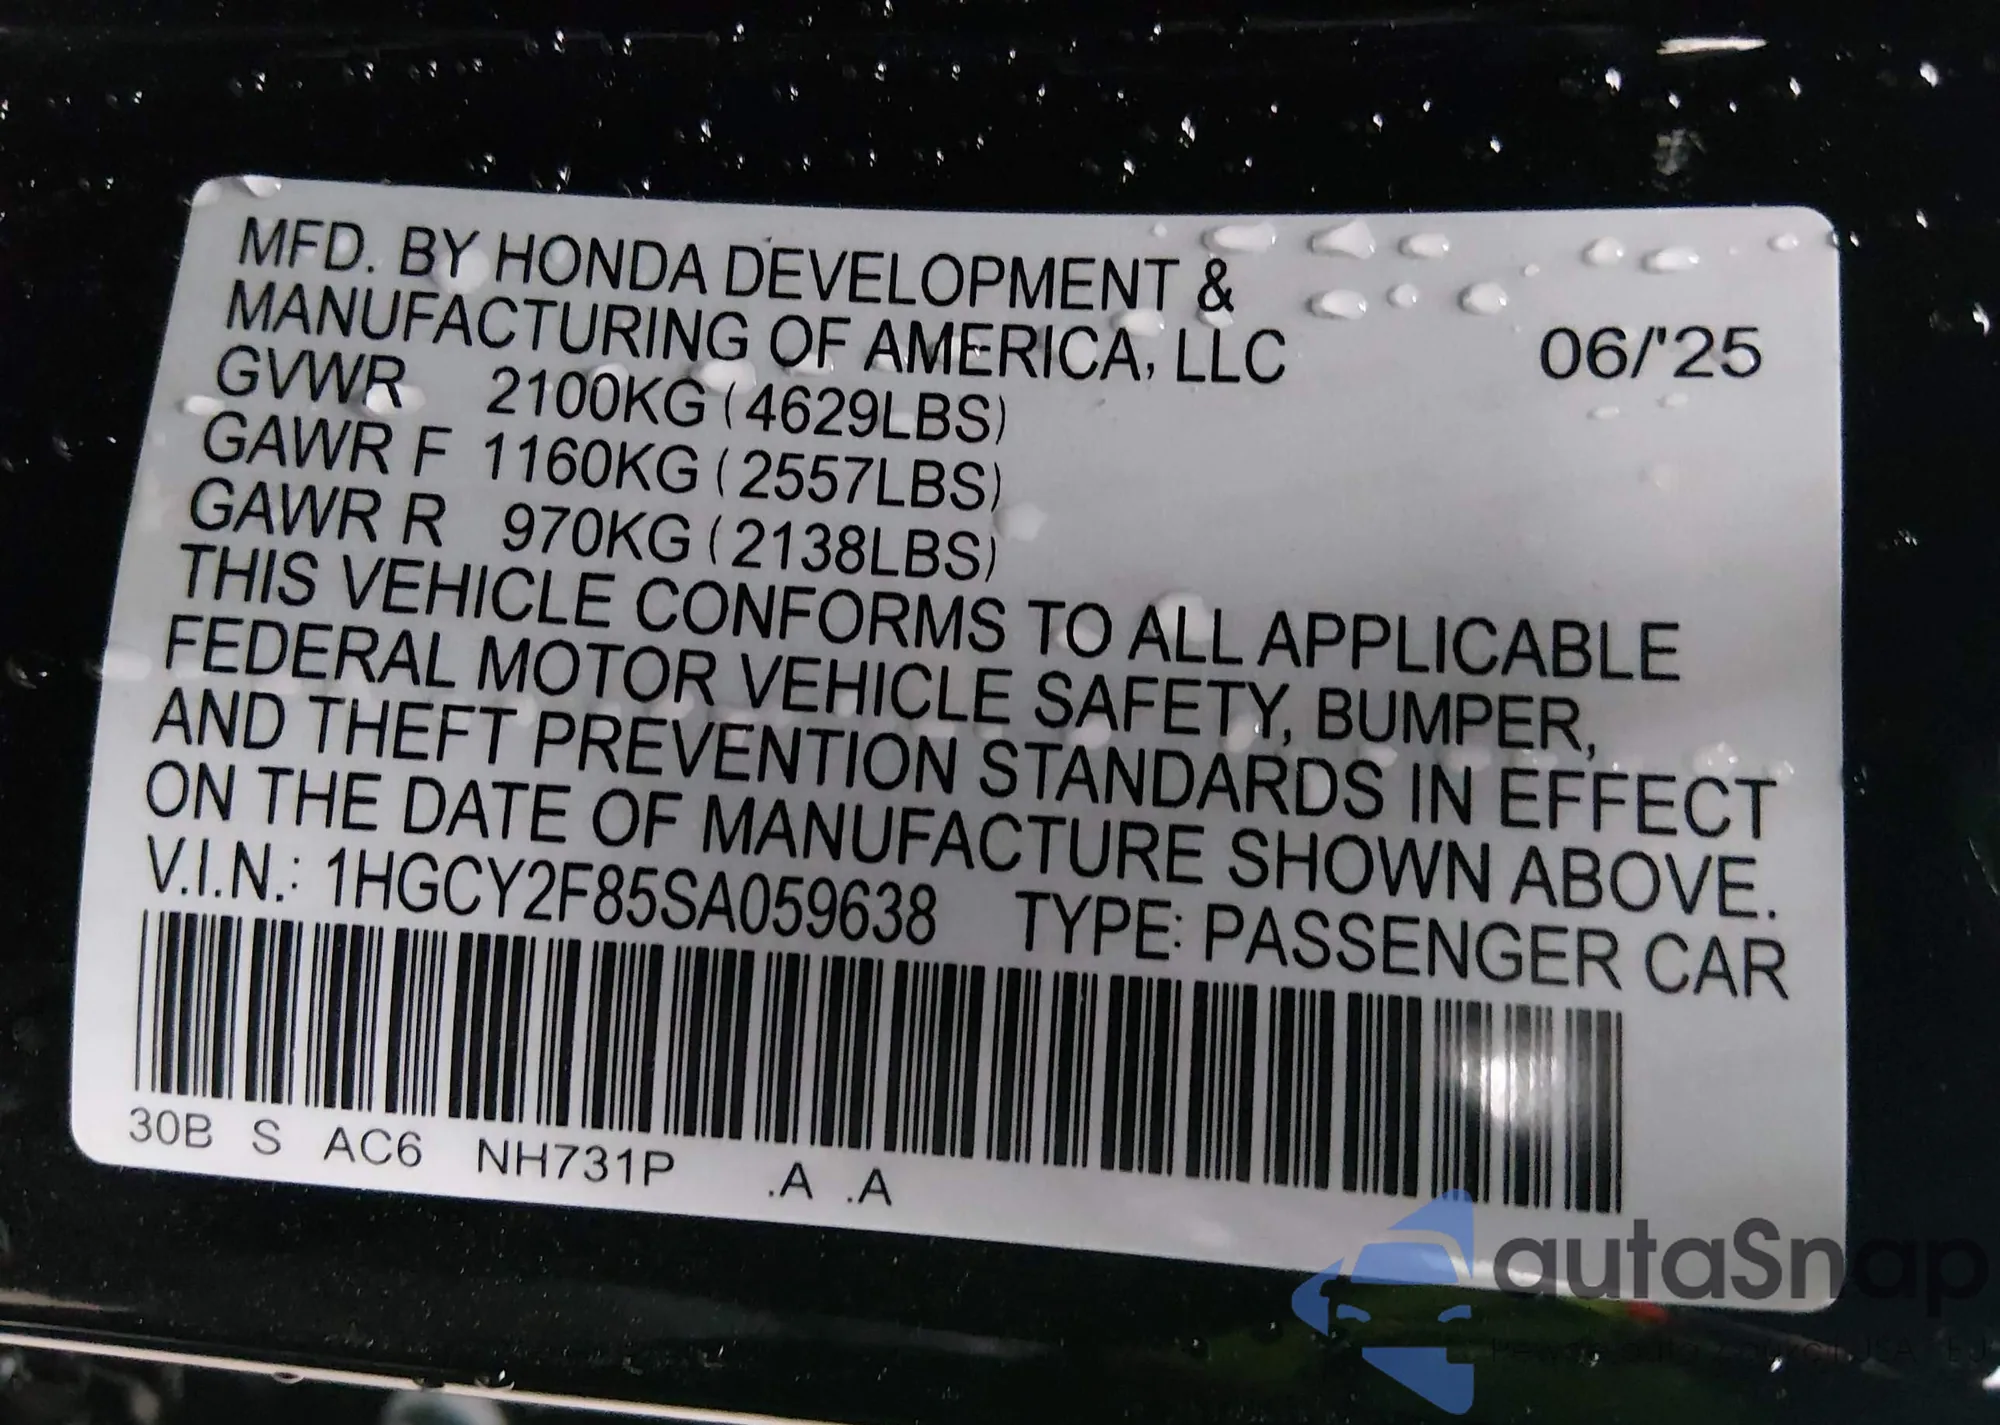 MFD. BY HONDA DEVELOPMENT &
MANUFACTURING OF AMERICA, LLC 06/'25
GVWR 2100KG (4629LBS)
GAWR F 1160KG (2557LBS)
GAWR R 970KG (2138LBS)
THIS VEHICLE CONFORMS TO ALL APPLICABLE
FEDERAL MOTOR VEHICLE SAFETY, BUMPER,
AND THEFT PREVENTION STANDARDS IN EFFECT
ON THE DATE OF MANUFACTURE SHOWN ABOVE.
V.I.N.: 1HGCY2F85SA059638 TYPE: PASSENGER CAR
30B S AC6 NH731P .A .A
autaSnap